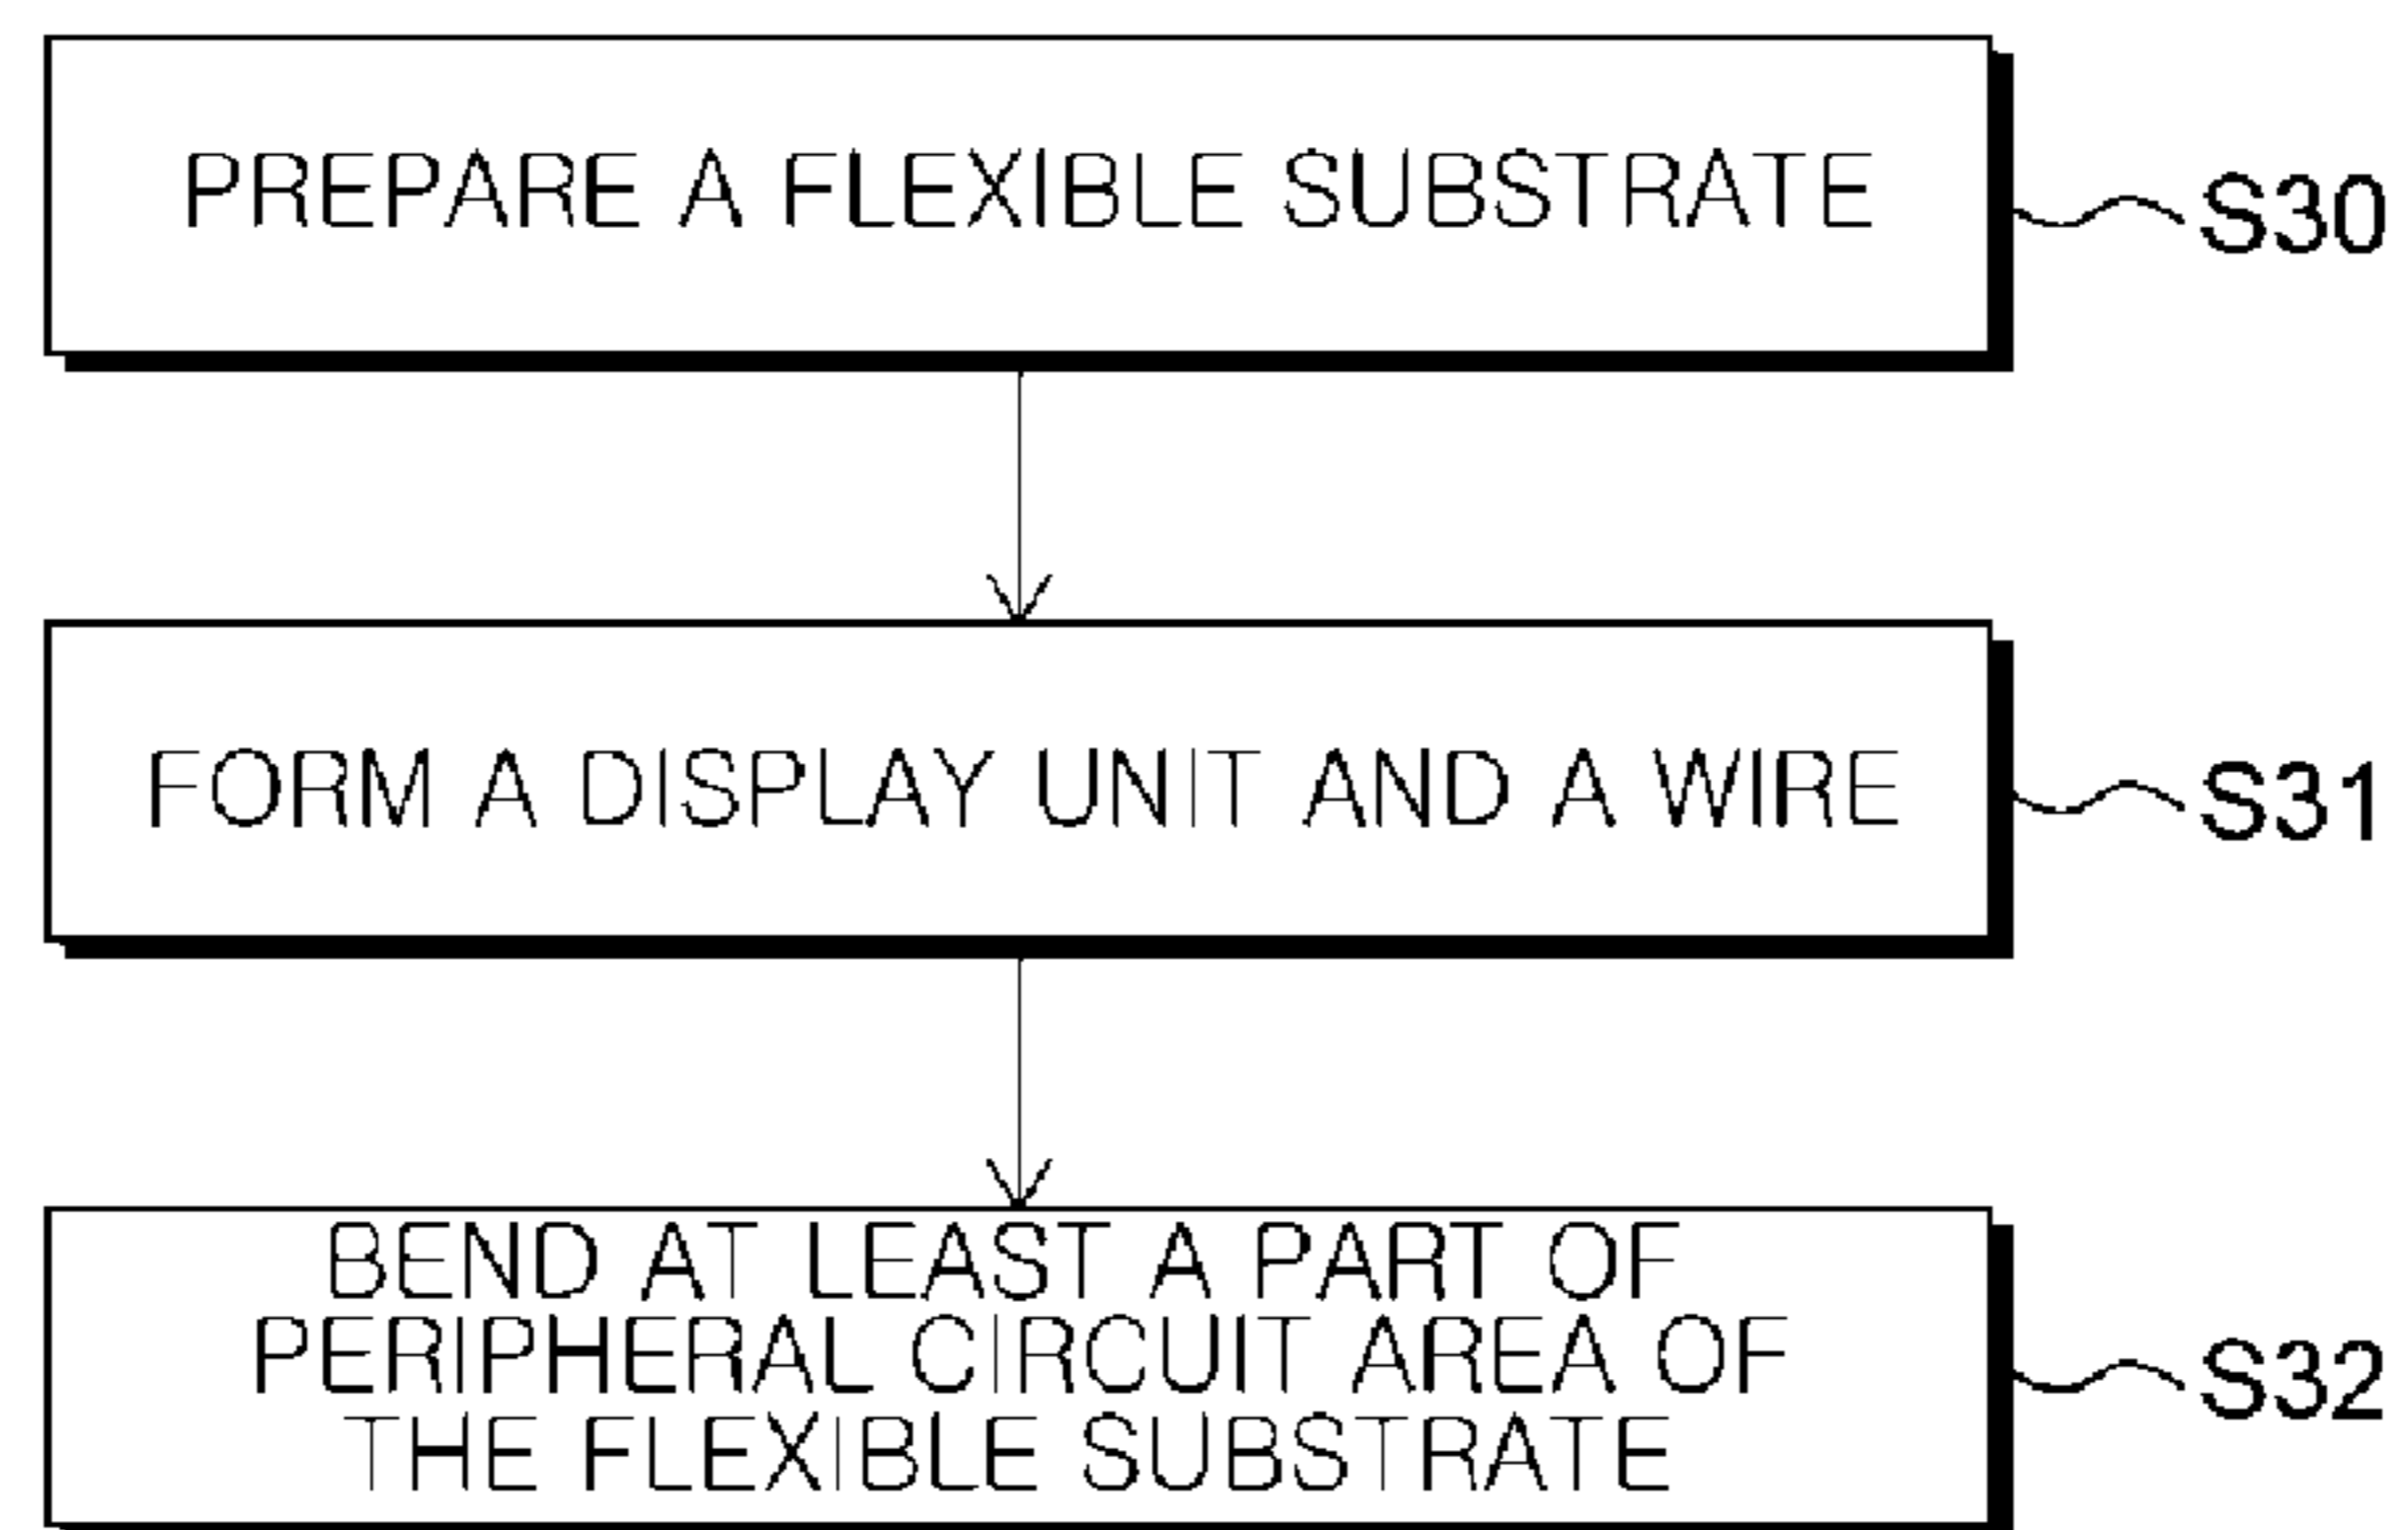 PREPARE A FLEXIBLE SUBSTRATE
S30
FORM A DISPLAY UNIT AND A WIRE
S31
BEND AT LEAST A PART OF
PERIPHERAL CIRCUIT AREA OF
THE FLEXIBLE SUBSTRATE
S32